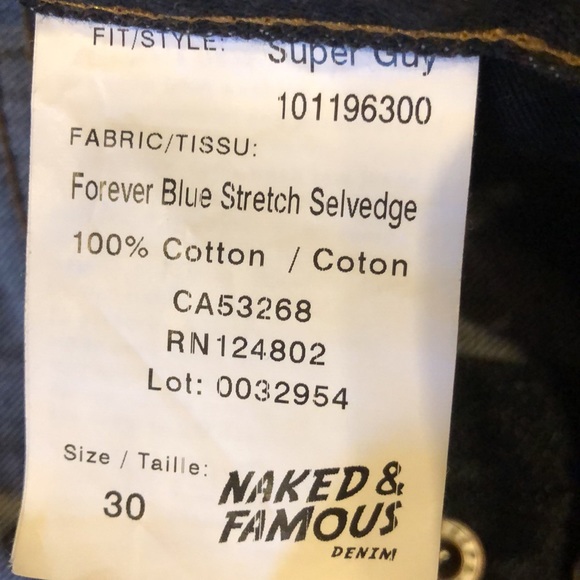 FIT/STYLE: Super Guy
101196300
FABRIC/TISSU:
Forever Blue Stretch Selvedge
100% Cotton / Coton
CA53268
RN124802
Lot: 0032954
Size / Taille:
30
NAKED &
FAMOUS
DENIM